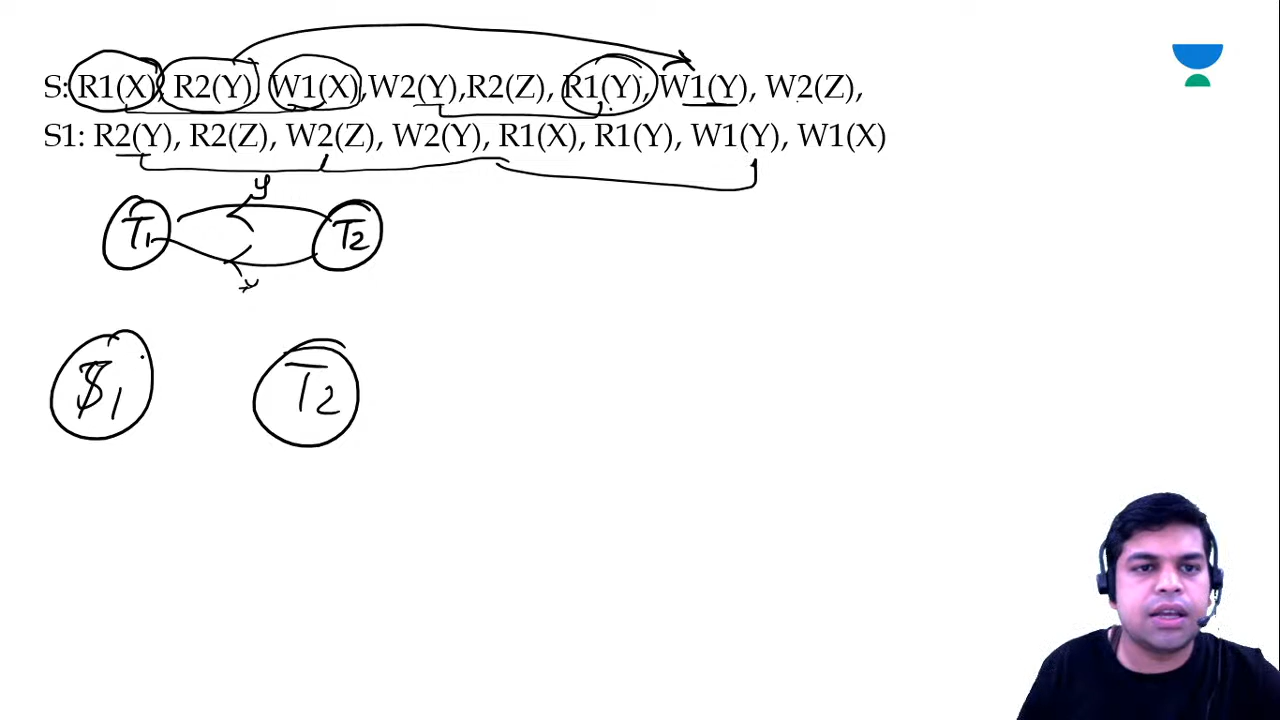 S: R1(X), R2(Y), W1(X),W2(Y),R2(Z), R1(Y), W1(Y), W2(Z),
S1: R2(Y), R2(Z), W2(Z), W2(Y), R1(X), R1(Y), W1(Y), W1(X)
y
T1 T2
T2